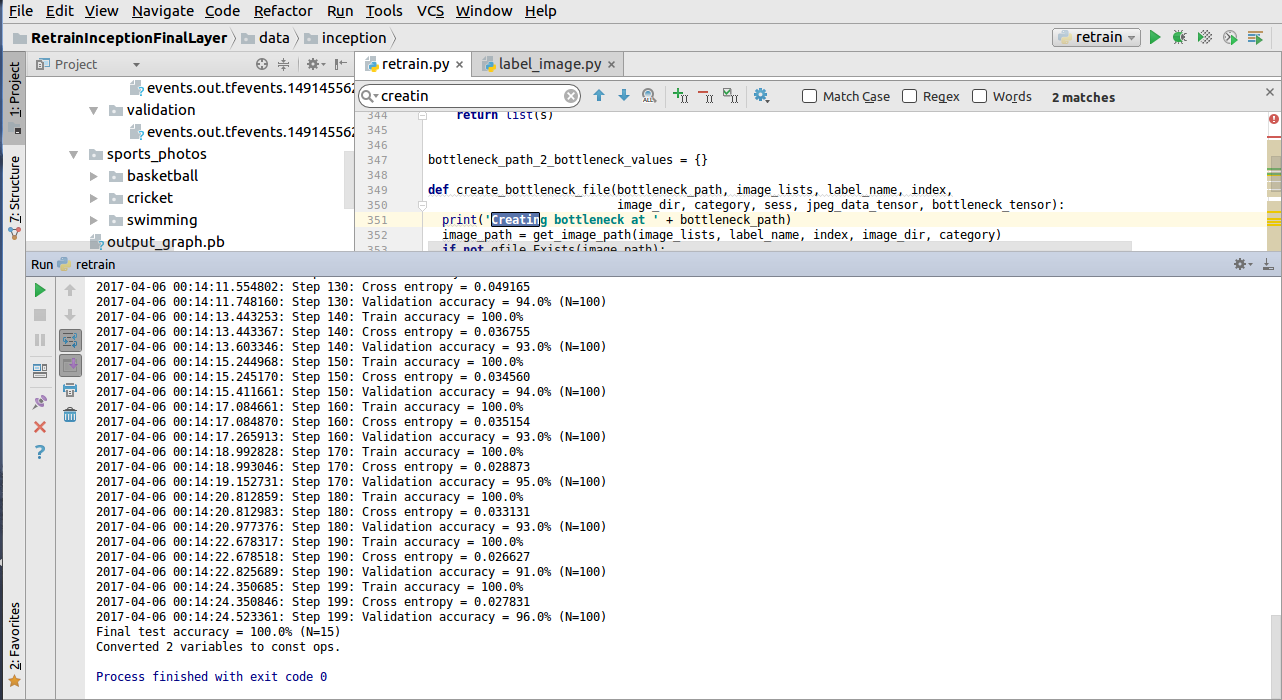 File Edit View Navigate Code Refactor Run Tools VCS Window Help
RetrainInceptionFinalLayer data inception
retrain
1: Project
7: Structure
2: Favorites
Project
events.out.tfevents.149145562
validation
events.out.tfevents.149145562
sports_photos
basketball
cricket
swimming
output_graph.pb
retrain.py × label_image.py ×
creatin
Match Case Regex Words 2 matches
344 return list(s)
345
346
347 bottleneck_path_2_bottleneck_values = {}
348
349 def create_bottleneck_file(bottleneck_path, image_lists, label_name, index,
350 image_dir, category, sess, jpeg_data_tensor, bottleneck_tensor):
351 print('Creating bottleneck at ' + bottleneck_path)
352 image_path = get_image_path(image_lists, label_name, index, image_dir, category)
353 if not gfile.Exists(image_path):
Run retrain
2017-04-06 00:14:11.554802: Step 130: Cross entropy = 0.049165
2017-04-06 00:14:11.748160: Step 130: Validation accuracy = 94.0% (N=100)
2017-04-06 00:14:13.443253: Step 140: Train accuracy = 100.0%
2017-04-06 00:14:13.443367: Step 140: Cross entropy = 0.036755
2017-04-06 00:14:13.603346: Step 140: Validation accuracy = 93.0% (N=100)
2017-04-06 00:14:15.244968: Step 150: Train accuracy = 100.0%
2017-04-06 00:14:15.245170: Step 150: Cross entropy = 0.034560
2017-04-06 00:14:15.411661: Step 150: Validation accuracy = 94.0% (N=100)
2017-04-06 00:14:17.084661: Step 160: Train accuracy = 100.0%
2017-04-06 00:14:17.084870: Step 160: Cross entropy = 0.035154
2017-04-06 00:14:17.265913: Step 160: Validation accuracy = 93.0% (N=100)
2017-04-06 00:14:18.992828: Step 170: Train accuracy = 100.0%
2017-04-06 00:14:18.993046: Step 170: Cross entropy = 0.028873
2017-04-06 00:14:19.152731: Step 170: Validation accuracy = 95.0% (N=100)
2017-04-06 00:14:20.812859: Step 180: Train accuracy = 100.0%
2017-04-06 00:14:20.812983: Step 180: Cross entropy = 0.033131
2017-04-06 00:14:20.977376: Step 180: Validation accuracy = 93.0% (N=100)
2017-04-06 00:14:22.678317: Step 190: Train accuracy = 100.0%
2017-04-06 00:14:22.678518: Step 190: Cross entropy = 0.026627
2017-04-06 00:14:22.825689: Step 190: Validation accuracy = 91.0% (N=100)
2017-04-06 00:14:24.350685: Step 199: Train accuracy = 100.0%
2017-04-06 00:14:24.350846: Step 199: Cross entropy = 0.027831
2017-04-06 00:14:24.523361: Step 199: Validation accuracy = 96.0% (N=100)
Final test accuracy = 100.0% (N=15)
Converted 2 variables to const ops.
Process finished with exit code 0